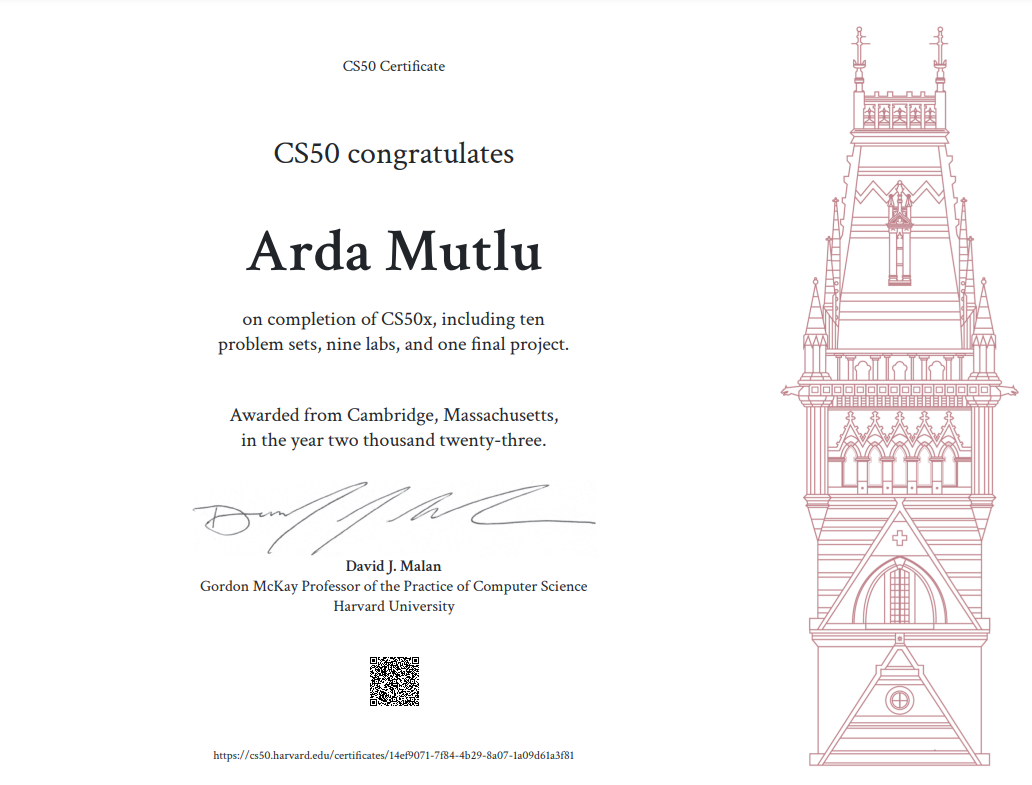 CS50 Certificate
CS50 congratulates
Arda Mutlu
on completion of CS50x, including ten
problem sets, nine labs, and one final project.
Awarded from Cambridge, Massachusetts,
in the year two thousand twenty-three.
David J. Malan
Gordon McKay Professor of the Practice of Computer Science
Harvard University
https://cs50.harvard.edu/certificates/14ef9071-7f84-4b29-8a07-1a09d61a3f81